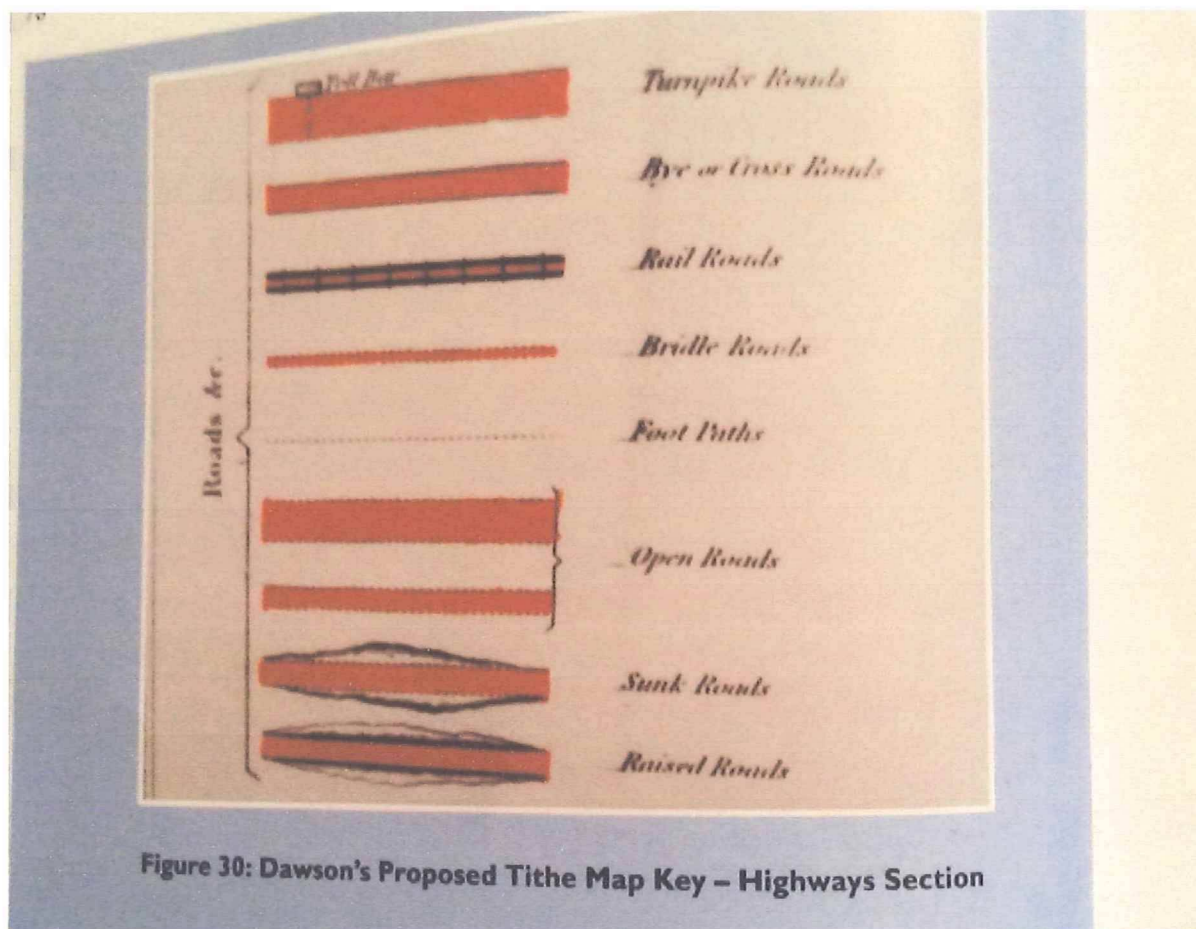 Toll Bar
Turnpike Roads
Bye or Cross Roads
Rail Roads
Bridle Roads
Roads &c.
Foot Paths
Open Roads
Sunk Roads
Raised Roads
Figure 30: Dawson's Proposed Tithe Map Key – Highways Section